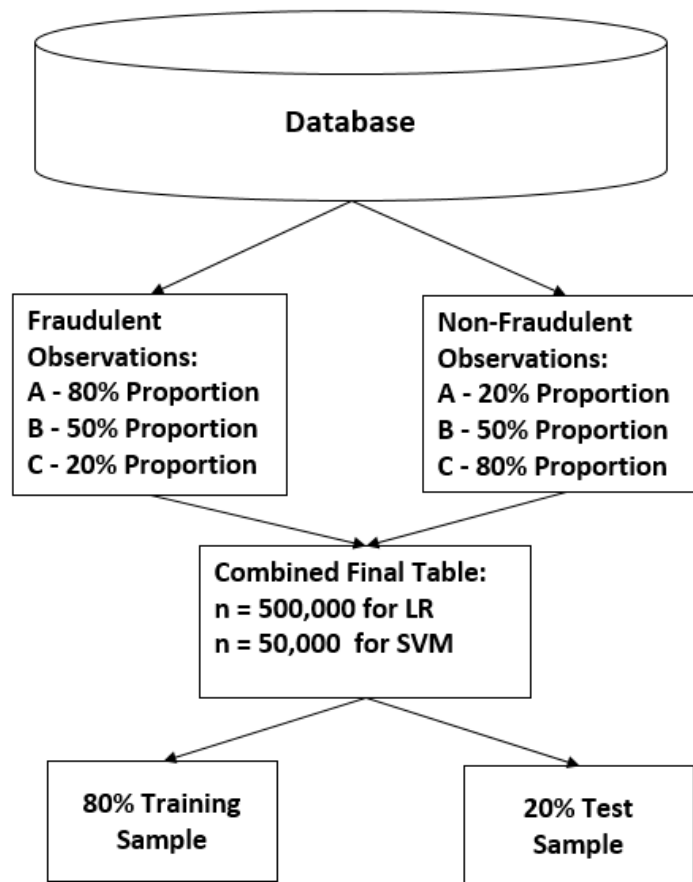 Database
Fraudulent
Observations:
A - 80% Proportion
B - 50% Proportion
C - 20% Proportion
Non-Fraudulent
Observations:
A - 20% Proportion
B - 50% Proportion
C - 80% Proportion
Combined Final Table:
n = 500,000 for LR
n = 50,000  for SVM
80% Training
Sample
20% Test
Sample